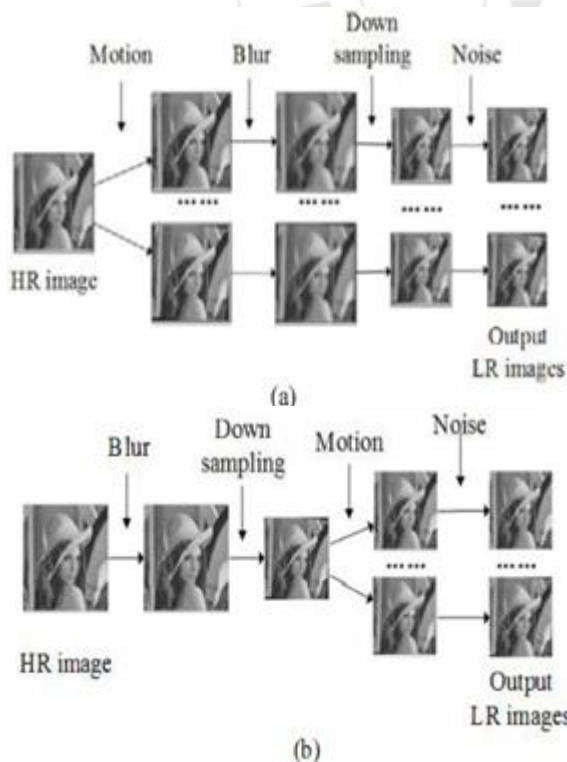 Motion
Blur
Down
sampling
Noise
HR image
Output
LR images
(a)
Blur
Down
sampling
Motion
Noise
HR image
Output
LR images
(b)